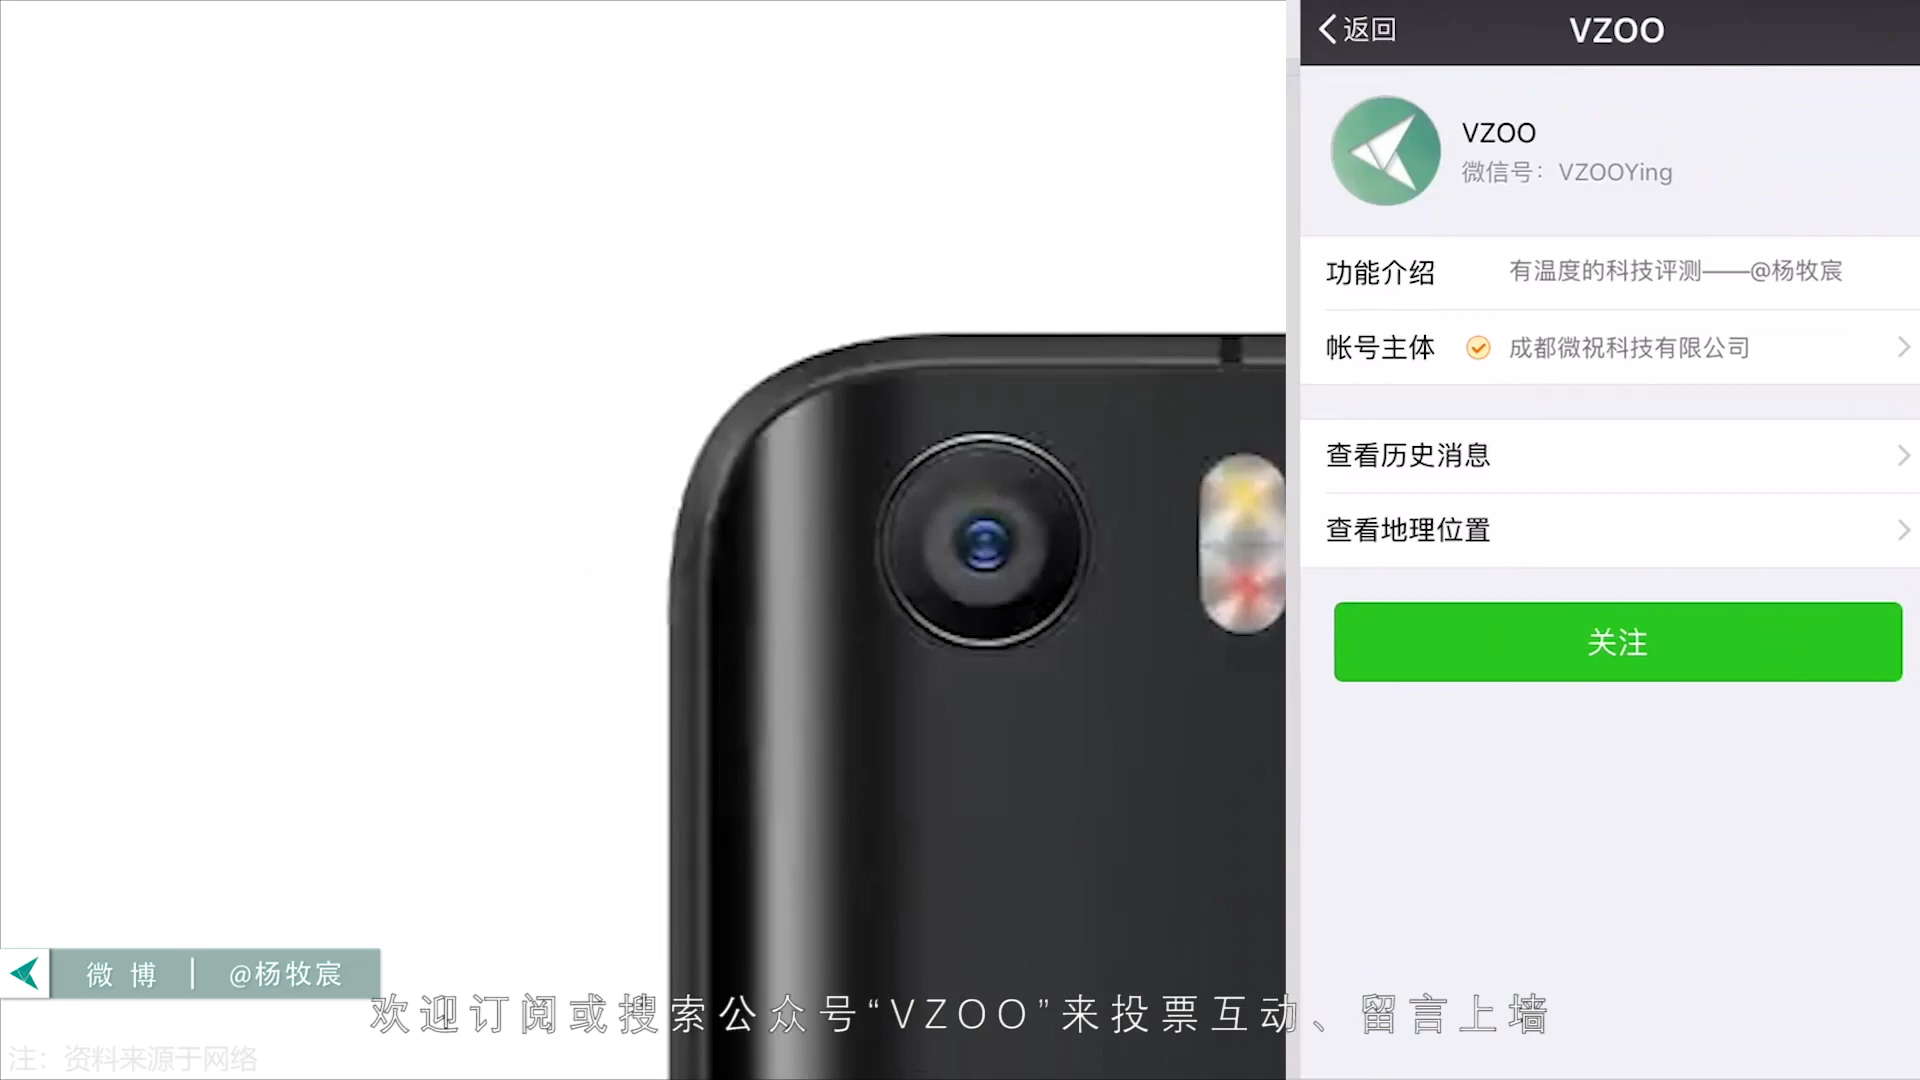 返回
VZOO
VZOO
微信号：VZOOYing
功能介绍 有温度的科技评测——@杨牧宸
帐号主体 成都微祝科技有限公司
查看历史消息
查看地理位置
关注
微博 | @杨牧宸
欢迎订阅或搜索公众号“VZOO”来投票互动、留言上墙
注：资料来源于网络